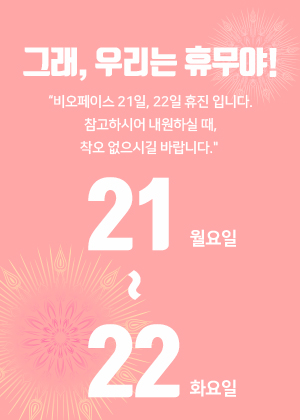 그래, 우리는 휴무야!
"비오페이스 21일, 22일 휴진 입니다.
참고하시어 내원하실 때,
착오 없으시길 바랍니다."
21 월요일
~
22 화요일